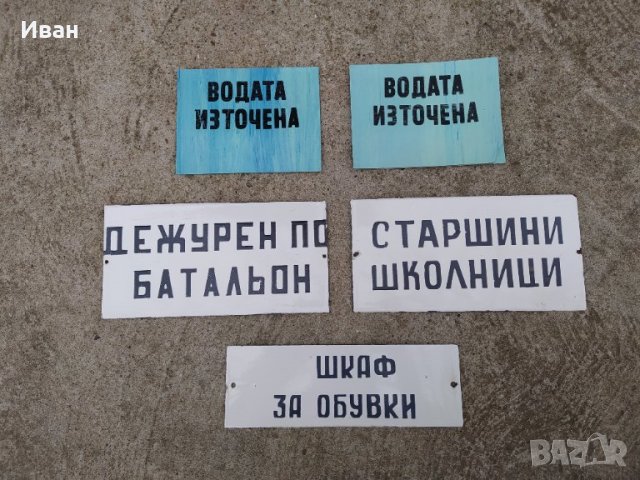 Иван
ВОДАТА
ИЗТОЧЕНА
ВОДАТА
ИЗТОЧЕНА
ДЕЖУРЕН ПО
БАТАЛЬОН
СТАРШИНИ
ШКОЛНИЦИ
ШКАФ
ЗА ОБУВКИ
BAZAR